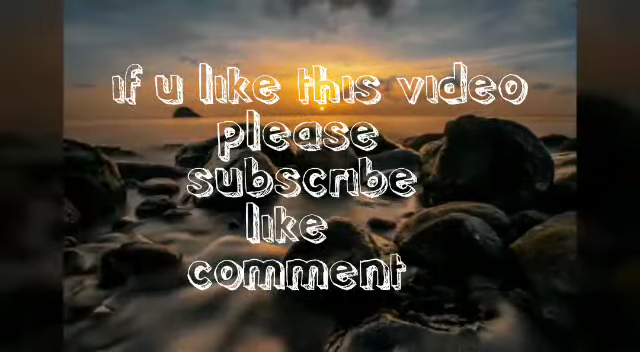 if u like this video
please
subscribe
like
comment